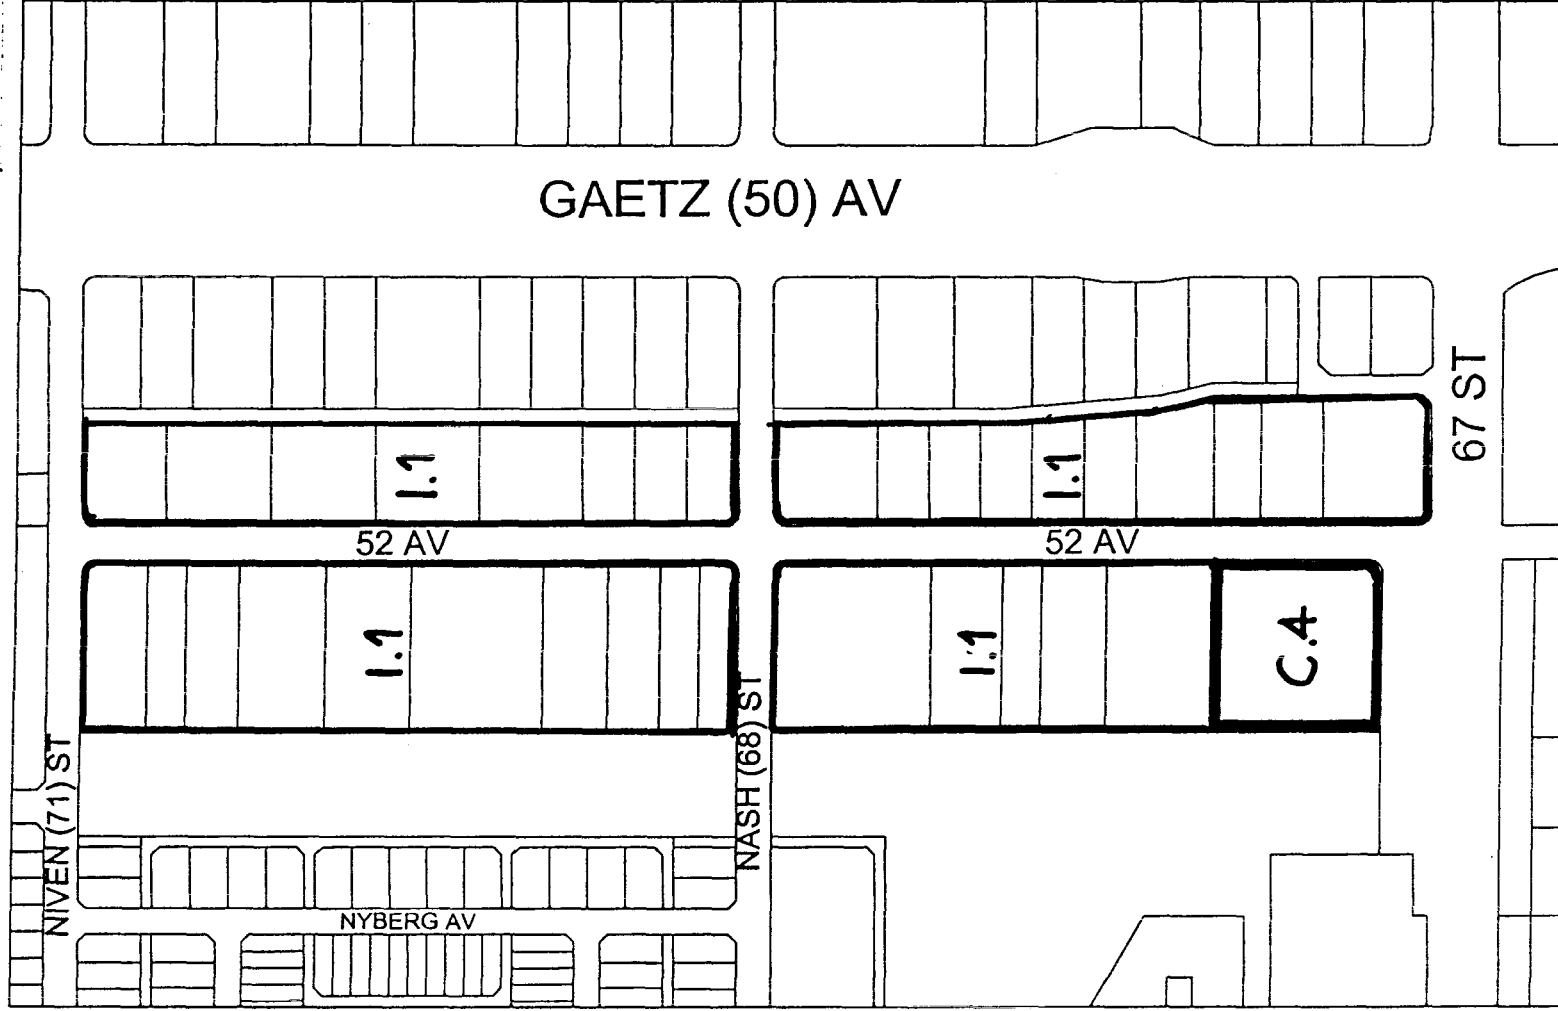 GAETZ (50) AV
67 ST
I.1
I.1
52 AV
52 AV
I.1
I.1
C.4
NASH (68) ST
NIVEN (71) ST
NYBERG AV